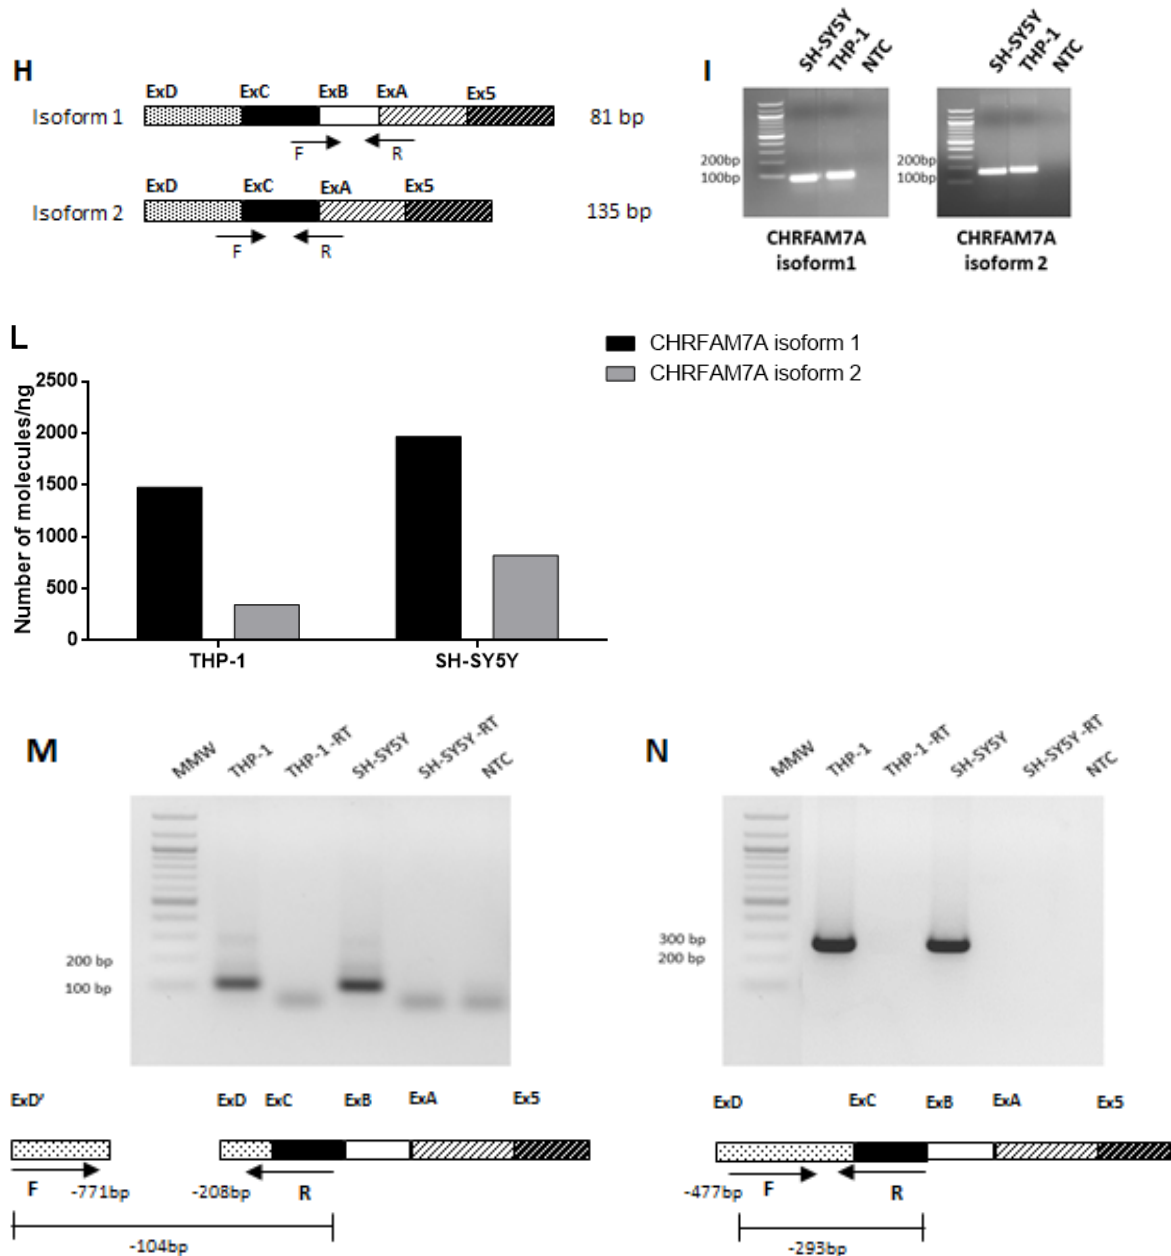 H
ExD ExC ExB ExA Ex5
Isoform 1 81 bp
F R
ExD ExC ExA Ex5
Isoform 2 135 bp
F R
I
SH-SY5Y THP-1 NTC
200bp
100bp
CHRFAM7A
isoform1
SH-SY5Y THP-1 NTC
200bp
100bp
CHRFAM7A
isoform 2
L
CHRFAM7A isoform 1
CHRFAM7A isoform 2
Number of molecules/ng
2500
2000
1500
1000
500
0
THP-1 SH-SY5Y
M
MMW THP-1 THP-1-RT SH-SY5Y SH-SY5Y-RT NTC
200 bp
100 bp
ExD' ExD ExC ExB ExA Ex5
F -771bp -208bp R
-104bp
N
MMW THP-1 THP-1-RT SH-SY5Y SH-SY5Y-RT NTC
300 bp
200 bp
ExD ExC ExB ExA Ex5
-477bp F R
-293bp